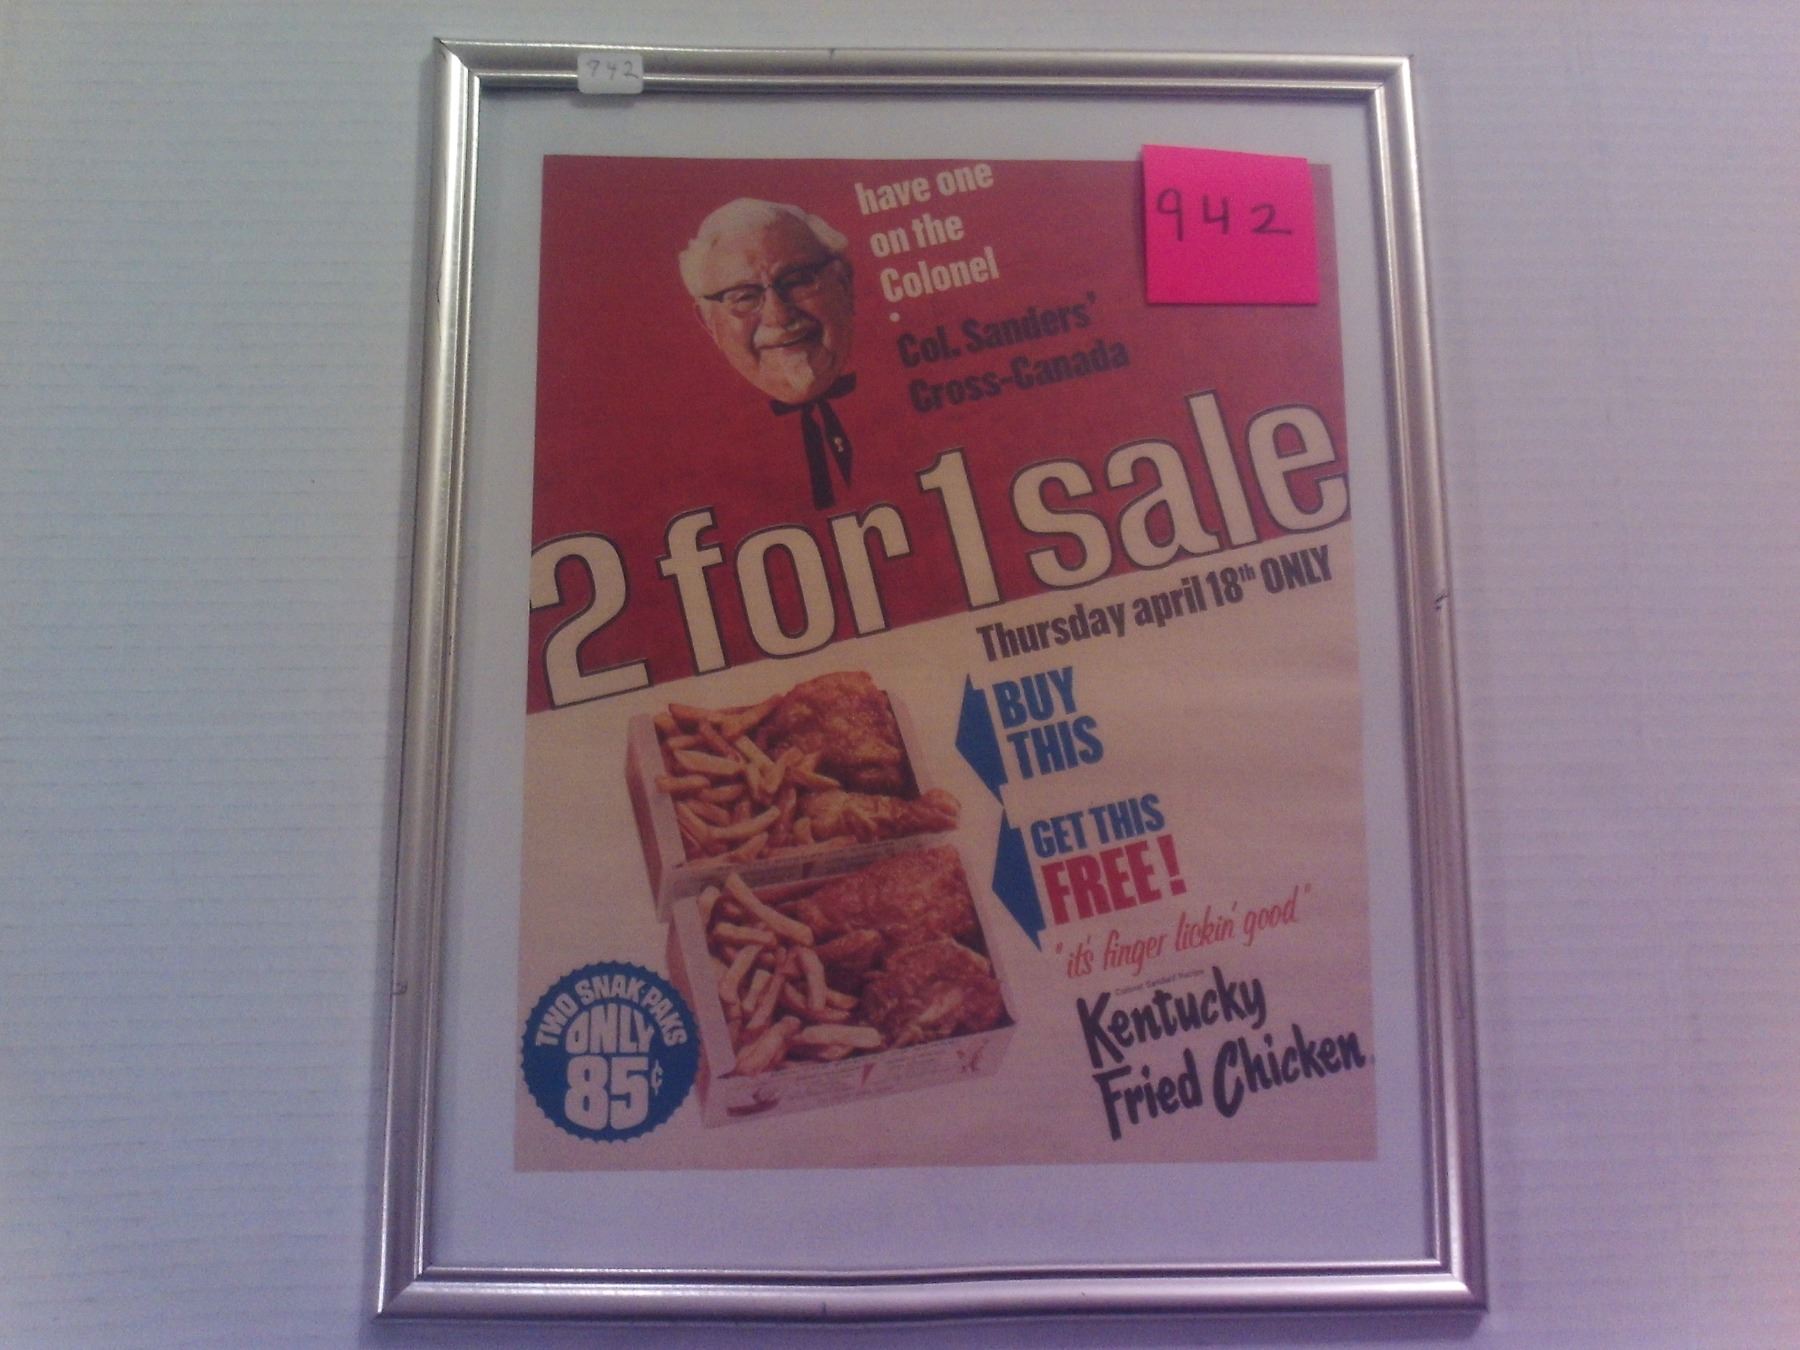 942
942
have one
on the
Colonel
Col. Sanders'
Cross-Canada
2 for 1 sale
Thursday april 18th ONLY
BUY
THIS
GET THIS
FREE!
"it's finger lickin' good"
Kentucky
Fried Chicken
TWO SNAK-PAKS
ONLY
85¢